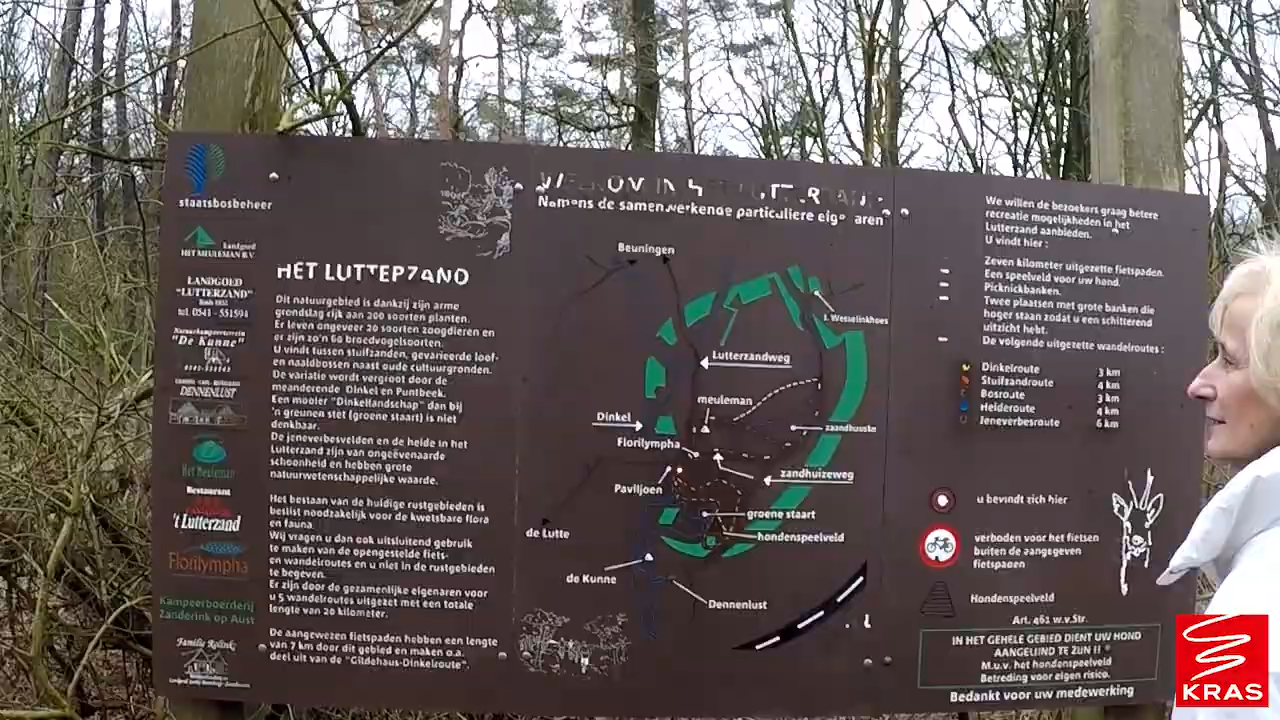 staatsbosbeheer
Landgoed
HET MEULEMAN B.V.
LANDGOED
"LUTTERZAND"
tel. 0541 - 551594
"De Kunne"
DENNENLUST
Het Meuleman
Restaurant
't Lutterzand
Florilympha
Kampeerboerderij
Zanderink op Aust
Familie
HET LUTTERZAND
Dit natuurgebied is dankzij zijn arme
grondslag rijk aan 200 soorten planten.
Er leven ongeveer 20 soorten zoogdieren en
er zijn zo'n 60 broedvogelsoorten.
U vindt tussen stuifzanden, gevarieerde loof-
en naaldbossen naast oude cultuurgronden.
De variatie wordt vergroot door de
meanderende Dinkel en Puntbeek.
Een mooier "Dinkellandschap" dan bij
'n greunen stet (groene staart) is niet
denkbaar.
De jeneverbesvelden en de heide in het
Lutterzand zijn van ongeëvenaarde
schoonheid en hebben grote
natuurwetenschappelijke waarde.
Het bestaan van de huidige rustgebieden is
beslist noodzakelijk voor de kwetsbare flora
en fauna
Wij vragen u dan ook uitsluitend gebruik
te maken van de opengestelde fiets-
en wandelroutes en u niet in de rustgebieden
te begeven.
Er zijn door de gezamenlijke eigenaren voor
u 5 wandelroutes uitgezet met een totale
lengte van 20 kilometer.
De aangewezen fietspaden hebben een lengte
van 7 km door dit gebied en maken o.a.
deel uit van de "Gildehaus-Dinkelroute".
Namens de samenwerkende particuliere eigenaren
Beuningen
J. Wesselinkhoes
Lutterzandweg
meuleman
Dinkel
zaandhuuske
Florilympha
zandhuizeweg
Paviljoen
groene staart
de Lutte
hondenspeelveld
de Kunne
Dennenlust
We willen de bezoekers graag betere
recreatie mogelijkheden in het
Lutterzand aanbieden.
U vindt hier :
Zeven kilometer uitgezette fietspaden.
Een speelveld voor uw hond.
Picknickbanken.
Twee plaatsen met grote banken die
hoger staan zodat u een schitterend
uitzicht hebt.
De volgende uitgezette wandelroutes :
Dinkelroute 3 km
Stuifzandroute 4 km
Bosroute 3 km
Heideroute 4 km
Jeneverbesroute 6 km
u bevindt zich hier
verboden voor het fietsen
buiten de aangegeven
fietspaden
Hondenspeelveld
Art. 461 w.v.Str.
IN HET GEHELE GEBIED DIENT UW HOND
AANGELIJND TE ZIJN !!
M.u.v. het hondenspeelveld
Betreding voor eigen risico.
Bedankt voor uw medewerking
KRAS